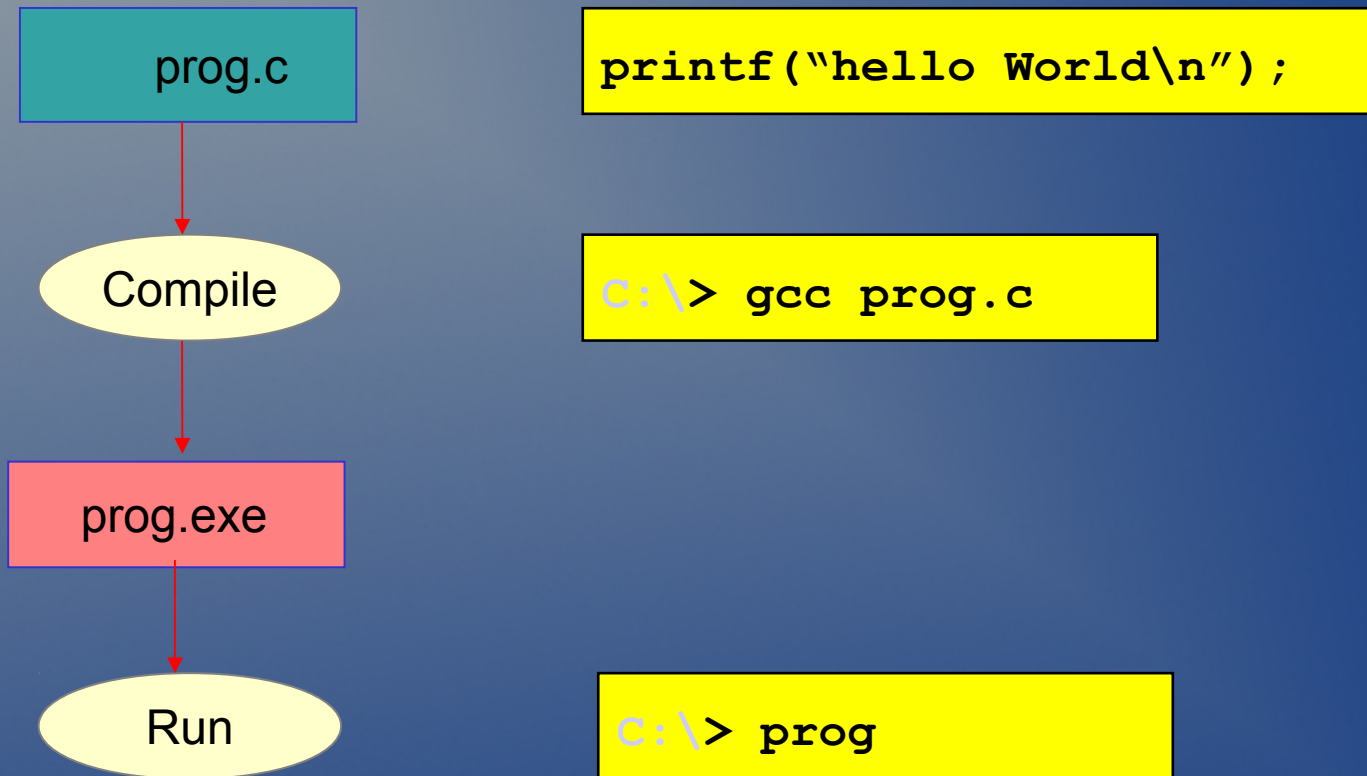 prog.c
printf(“hello World\n”);
Compile
C:\> gcc prog.c
prog.exe
Run
C:\> prog